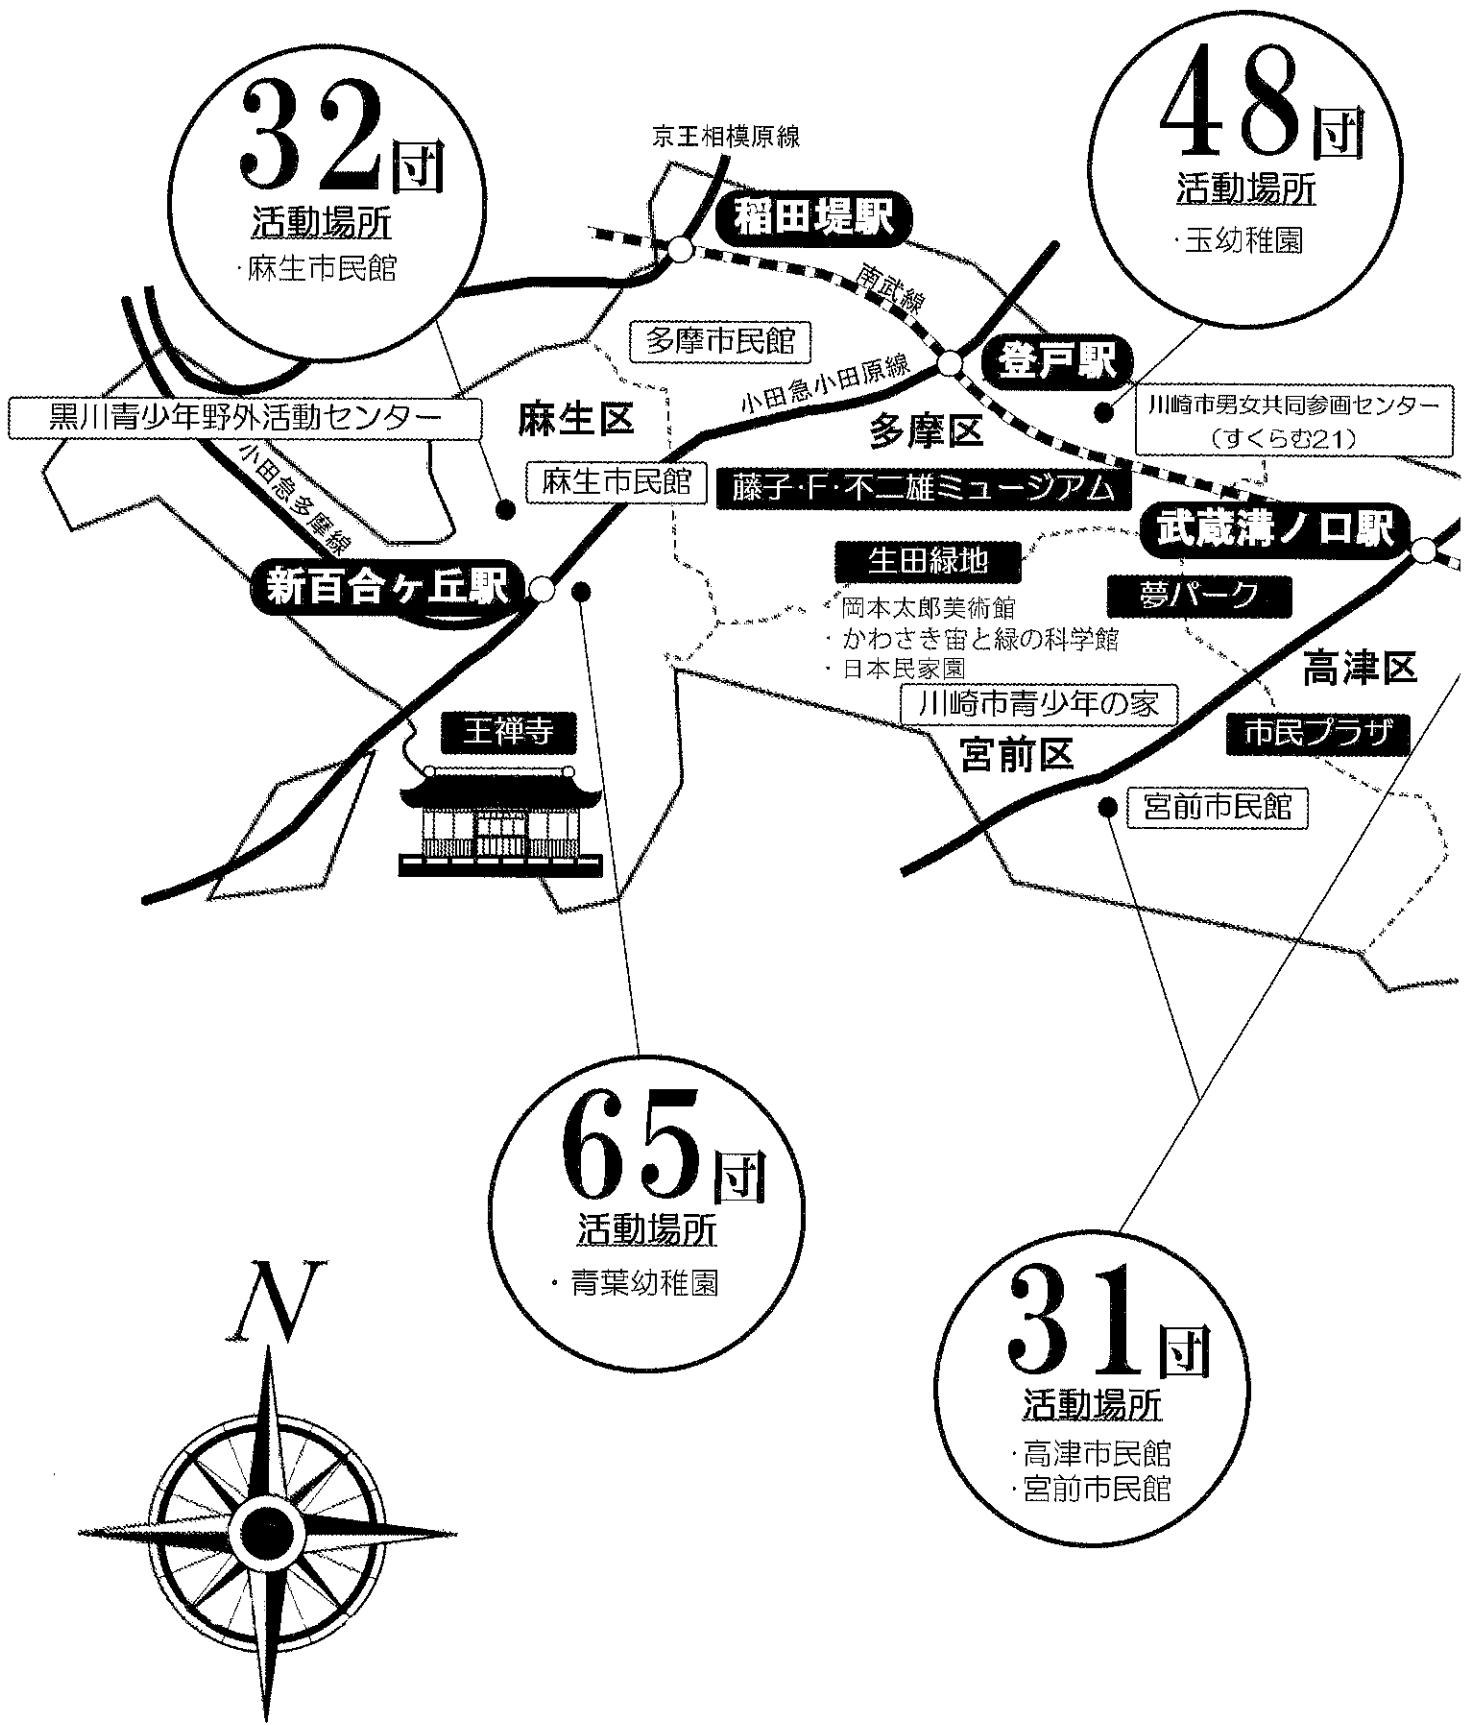 32団
活動場所
・麻生市民館
48団
活動場所
・玉幼稚園
京王相模原線
稲田堤駅
南武線
多摩市民館
登戸駅
小田急小田原線
川崎市男女共同参画センター
(すくらむ21)
黒川青少年野外活動センター
麻生区
多摩区
小田急多摩線
麻生市民館
藤子・F・不二雄ミュージアム
武蔵溝ノ口駅
新百合ヶ丘駅
生田緑地
・岡本太郎美術館
・かわさき宙と緑の科学館
・日本民家園
夢パーク
高津区
川崎市青少年の家
王禅寺
宮前区
市民プラザ
宮前市民館
65団
活動場所
・青葉幼稚園
31団
活動場所
・高津市民館
・宮前市民館
N